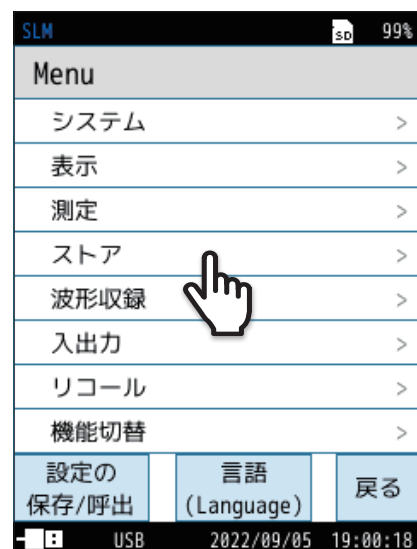 SLM SD 99%
Menu
システム >
表示 >
測定 >
ストア >
波形収録 >
入出力 >
リコール >
機能切替 >
設定の
保存/呼出
言語
(Language)
戻る
USB 2022/09/05 19:00:18